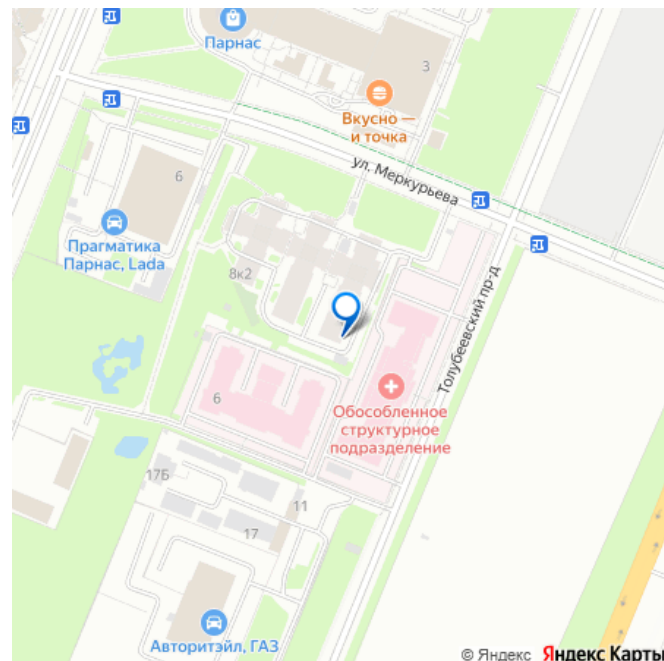 Парнас
3
Вкусно —
и точка
ул. Меркурьева
6
Прагматика
Парнас, Lada
8к2
Толубеевский пр-д
6
Обособленное
структурное
подразделение
17Б
11
17
Авторитэйл, ГАЗ
© Яндекс Яндекс Карты